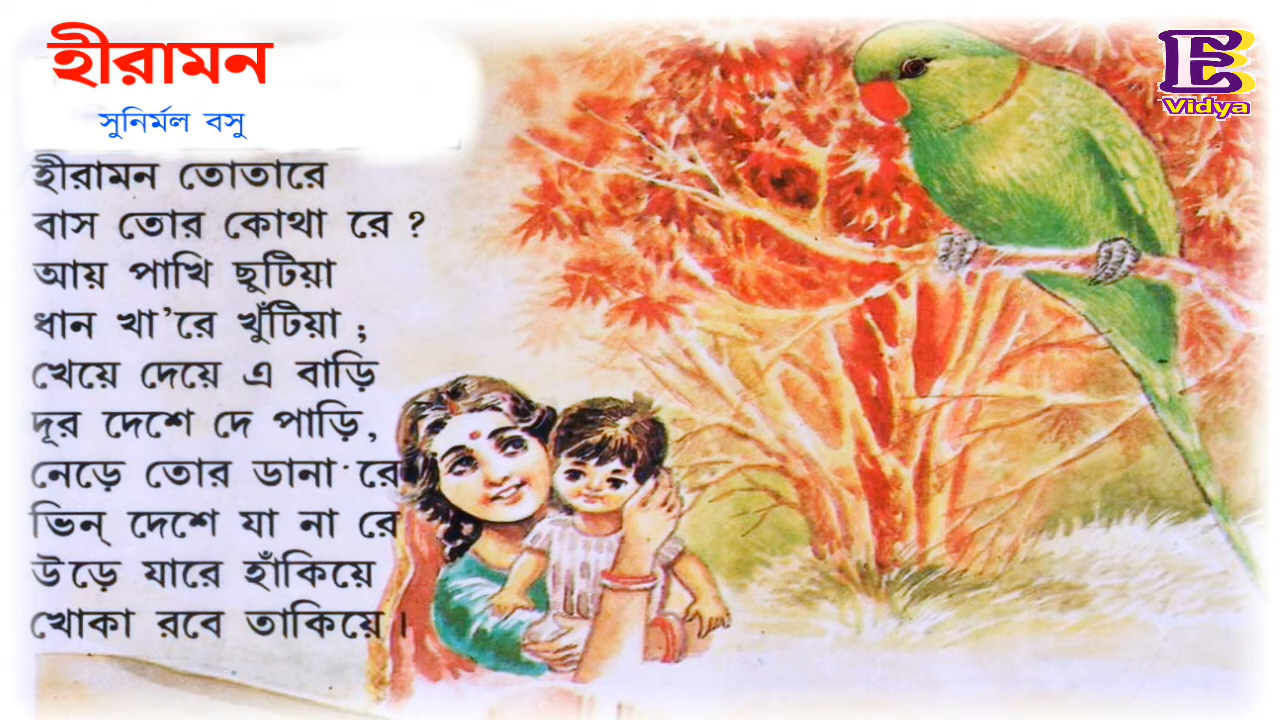 হীরামন
সুনির্মল বসু
হীরামন তোতারে
বাস তোর কোথা রে ?
আয় পাখি ছুটিয়া
ধান খা'রে খুঁটিয়া ;
খেয়ে দেয়ে এ বাড়ি
দূর দেশে দে পাড়ি,
নেড়ে তোর ডানা রে
ভিন্ দেশে যা না রে
উড়ে যারে হাঁকিয়ে
খোকা রবে তাকিয়ে।
Vidya